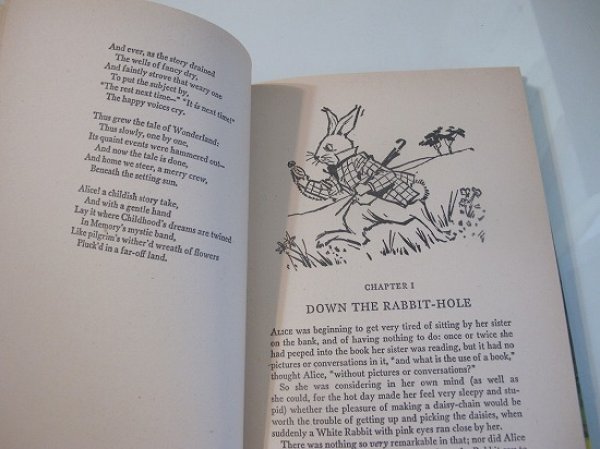 And ever, as the story drained
The wells of fancy dry,
And faintly strove that weary one
To put the subject by,
"The rest next time—" "It is next time!"
The happy voices cry.
Thus grew the tale of Wonderland:
Thus slowly, one by one,
Its quaint events were hammered out—
And now the tale is done,
And home we steer, a merry crew,
Beneath the setting sun.
Alice! a childish story take,
And with a gentle hand
Lay it where Childhood's dreams are twined
In Memory's mystic band,
Like pilgrim's wither'd wreath of flowers
Pluck'd in a far-off land.
CHAPTER I
DOWN THE RABBIT-HOLE
ALICE was beginning to get very tired of sitting by her sister
on the bank, and of having nothing to do: once or twice she
had peeped into the book her sister was reading, but it had no
pictures or conversations in it, "and what is the use of a book,"
thought Alice, "without pictures or conversations?"
So she was considering in her own mind (as well as
she could, for the hot day made her feel very sleepy and stu-
pid) whether the pleasure of making a daisy-chain would be
worth the trouble of getting up and picking the daisies, when
suddenly a White Rabbit with pink eyes ran close by her.
There was nothing so very remarkable in that; nor did Alice